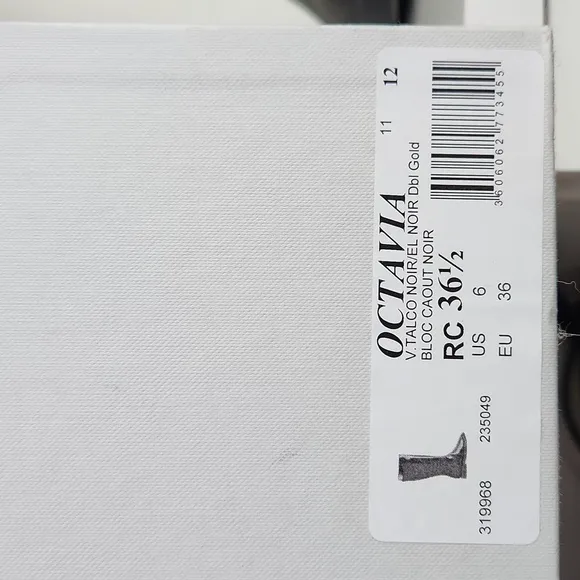 11 12
OCTAVIA
V.TALCO NOIR/EL NOIR Dbl Gold
BLOC CAOUT NOIR
RC 36½
US 6
EU 36
3606062773455
319968 235049